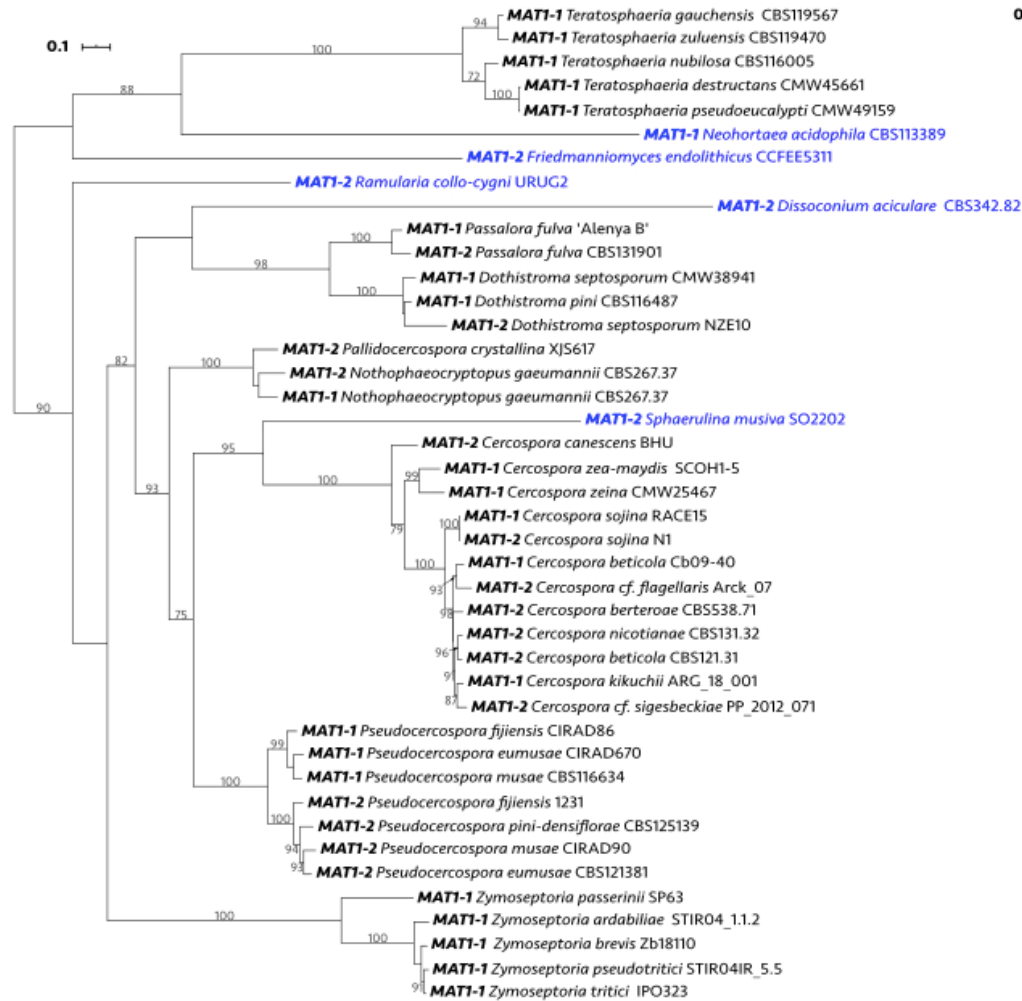 MAT1-1 Teratosphaeria gauchensis CBS119567
0
94
0.1
MAT1-1 Teratosphaeria zuluensis CBS119470
100
MAT1-1 Teratosphaeria nubilosa CBS116005
72
MAT1-1 Teratosphaeria destructans CMW45661
88
100
MAT1-1 Teratosphaeria pseudoeucalypti CMW49159
MAT1-1 Neohortaea acidophila CBS113389
MAT1-2 Friedmanniomyces endolithicus CCFEE5311
MAT1-2 Ramularia collo-cygni URUG2
MAT1-2 Dissoconium aciculare CBS342.82
MAT1-1 Passalora fulva 'Alenya B'
100
MAT1-2 Passalora fulva CBS131901
98
MAT1-1 Dothistroma septosporum CMW38941
100
MAT1-1 Dothistroma pini CBS116487
MAT1-2 Dothistroma septosporum NZE10
MAT1-2 Pallidocercospora crystallina XJS617
82
100
MAT1-2 Nothophaeocryptopus gaeumannii CBS267.37
MAT1-1 Nothophaeocryptopus gaeumannii CBS267.37
90
MAT1-2 Sphaerulina musiva SO2202
MAT1-2 Cercospora canescens BHU
95
MAT1-1 Cercospora zea-maydis SCOH1-5
99
100
93
MAT1-1 Cercospora zeina CMW25467
MAT1-1 Cercospora sojina RACE15
100
79
MAT1-2 Cercospora sojina N1
100
MAT1-1 Cercospora beticola Cb09-40
93
MAT1-2 Cercospora cf. flagellaris Arck_07
98
MAT1-2 Cercospora berteroae CBS538.71
75
MAT1-2 Cercospora nicotianae CBS131.32
96
MAT1-2 Cercospora beticola CBS121.31
MAT1-1 Cercospora kikuchii ARG_18_001
87
MAT1-2 Cercospora cf. sigesbeckiae PP_2012_071
MAT1-1 Pseudocercospora fijiensis CIRAD86
99
MAT1-1 Pseudocercospora eumusae CIRAD670
MAT1-1 Pseudocercospora musae CBS116634
100
MAT1-2 Pseudocercospora fijiensis 1231
100
MAT1-2 Pseudocercospora pini-densiflorae CBS125139
94
MAT1-2 Pseudocercospora musae CIRAD90
93
MAT1-2 Pseudocercospora eumusae CBS121381
MAT1-1 Zymoseptoria passerinii SP63
100
MAT1-1 Zymoseptoria ardabiliae STIR04_1.1.2
100
MAT1-1 Zymoseptoria brevis Zb18110
MAT1-1 Zymoseptoria pseudotritici STIR04IR_5.5
MAT1-1 Zymoseptoria tritici IPO323